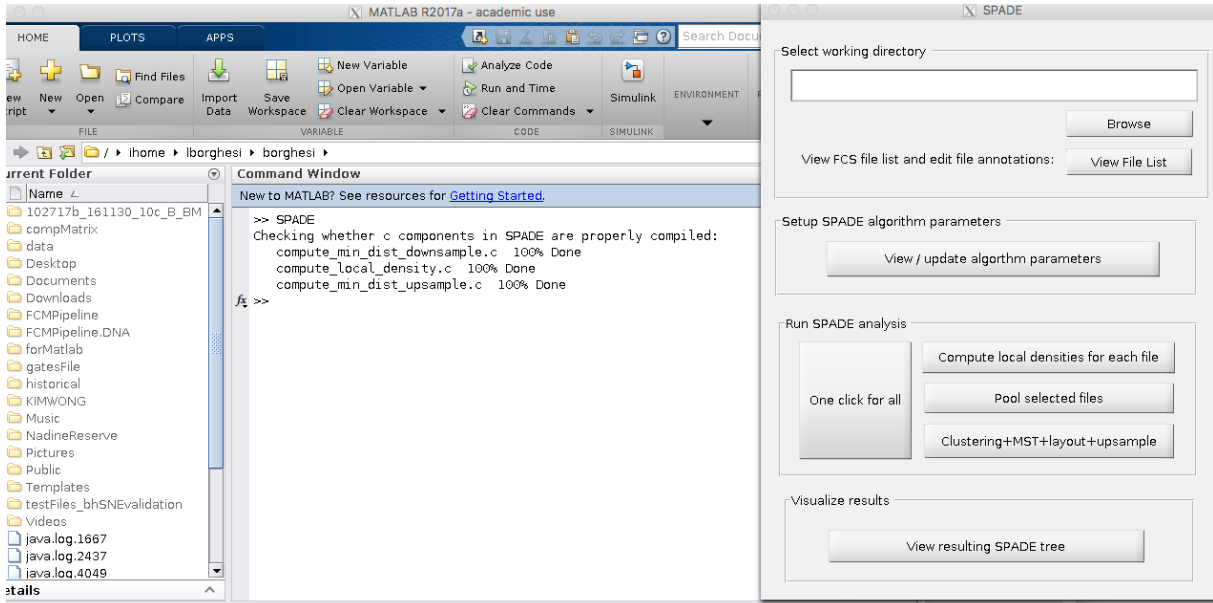 MATLAB R2017a - academic use
HOME PLOTS APPS
Search Docu
New Variable
Open Variable
Clear Workspace
Analyze Code
Run and Time
Clear Commands
Find Files
Compare
ew
cript
New
Open
Import
Data
Save
Workspace
Simulink
ENVIRONMENT
FILE VARIABLE CODE SIMULINK
/ ihome lborghesi borghesi
urrent Folder
Name
102717b_161130_10c_B_BM
compMatrix
data
Desktop
Documents
Downloads
FCMPipeline
FCMPipeline.DNA
forMatlab
gatesFile
historical
KIMWONG
Music
NadineReserve
Pictures
Public
Templates
testFiles_bhSNEvalidation
Videos
java.log.1667
java.log.2437
java.log.4049
etails
Command Window
New to MATLAB? See resources for Getting Started.
>> SPADE
Checking whether c components in SPADE are properly compiled:
compute_min_dist_downsample.c 100% Done
compute_local_density.c 100% Done
compute_min_dist_upsample.c 100% Done
fx >>
SPADE
Select working directory
Browse
View FCS file list and edit file annotations: View File List
Setup SPADE algorithm parameters
View / update algorthm parameters
Run SPADE analysis
One click for all
Compute local densities for each file
Pool selected files
Clustering+MST+layout+upsample
Visualize results
View resulting SPADE tree